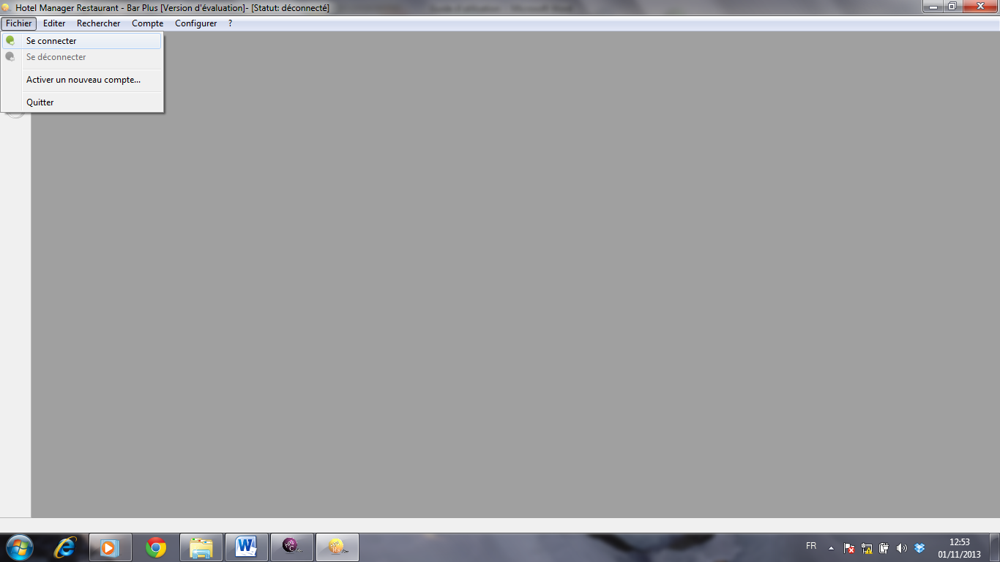 Hotel Manager Restaurant - Bar Plus [Version d'évaluation]- [Statut: déconnecté]
Fichier Editer Rechercher Compte Configurer ?
Se connecter
Se déconnecter
Activer un nouveau compte...
Quitter
FR
12:53
01/11/2013